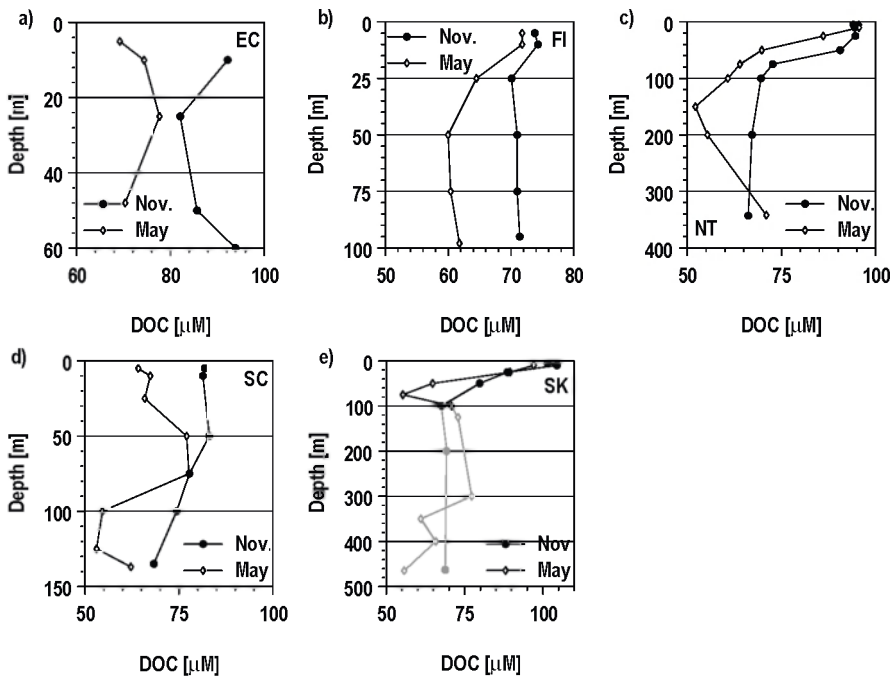 a)
EC
0
20
40
60
Depth [m]
Nov.
May
60 80 100
DOC [μM]
b)
FI
Nov.
May
0
25
50
75
100
Depth [m]
50 60 70 80
DOC [μM]
c)
0
100
200
300
400
Depth [m]
NT
Nov.
May
50 75 100
DOC [μM]
d)
SC
0
50
100
150
Depth [m]
Nov.
May
50 75 100
DOC [μM]
e)
SK
0
100
200
300
400
500
Depth [m]
Nov
May
50 75 100
DOC [μM]